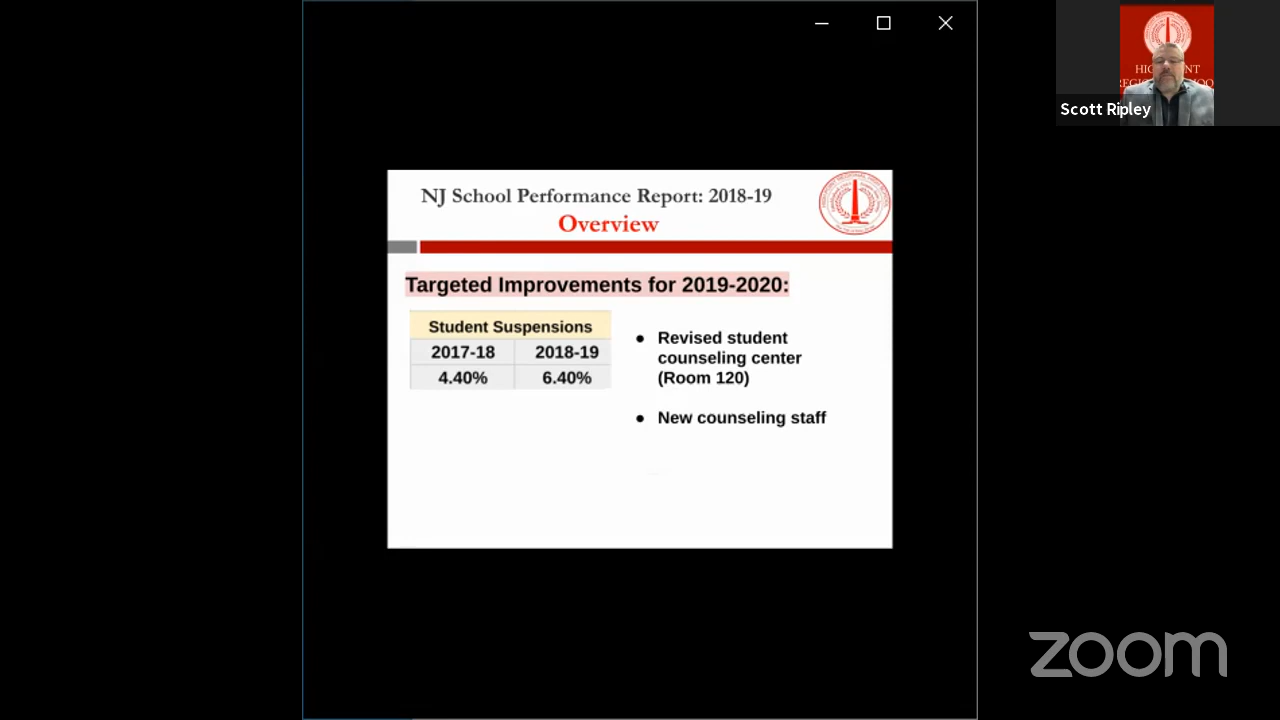 Scott Ripley
NJ School Performance Report: 2018-19
Overview
Targeted Improvements for 2019-2020:
Student Suspensions
2017-18 2018-19
4.40% 6.40%
● Revised student
counseling center
(Room 120)
● New counseling staff
zoom